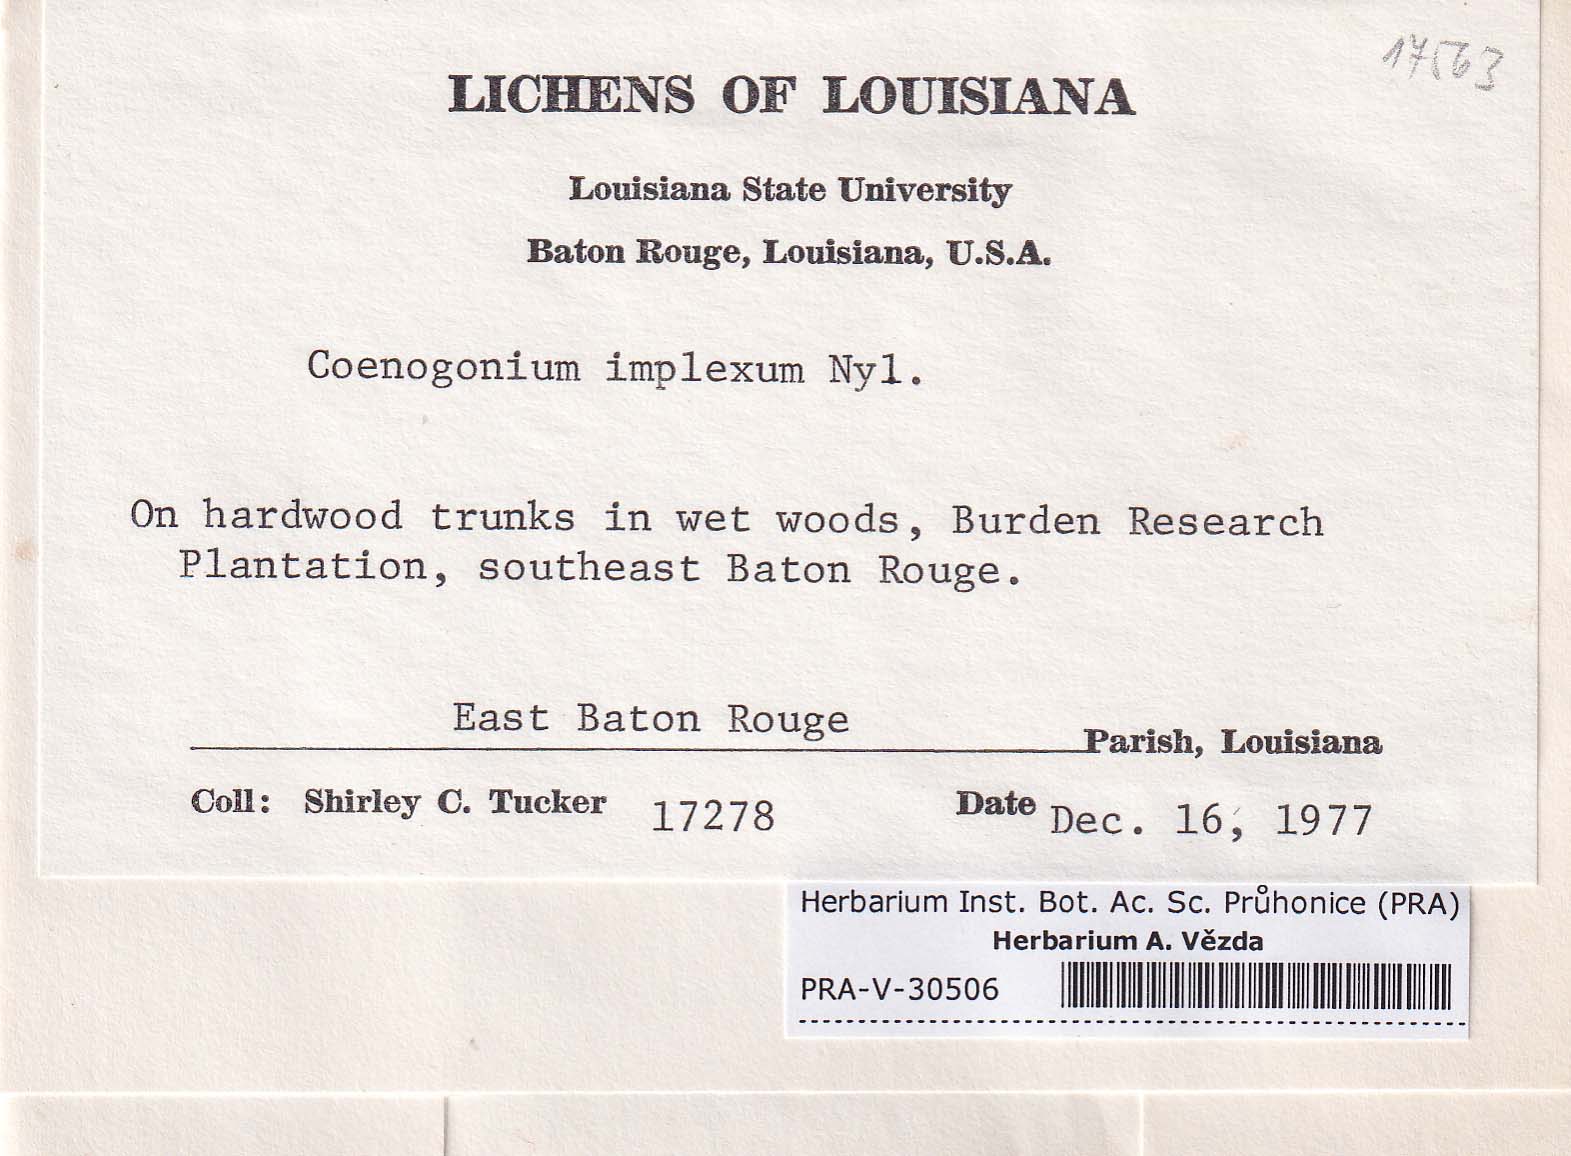 17563
LICHENS OF LOUISIANA
Louisiana State University
Baton Rouge, Louisiana, U.S.A.
Coenogonium implexum Nyl.
On hardwood trunks in wet woods, Burden Research
Plantation, southeast Baton Rouge.
East Baton Rouge Parish, Louisiana
Coll: Shirley C. Tucker 17278 Date Dec. 16, 1977
Herbarium Inst. Bot. Ac. Sc. Průhonice (PRA)
Herbarium A. Vězda
PRA-V-30506